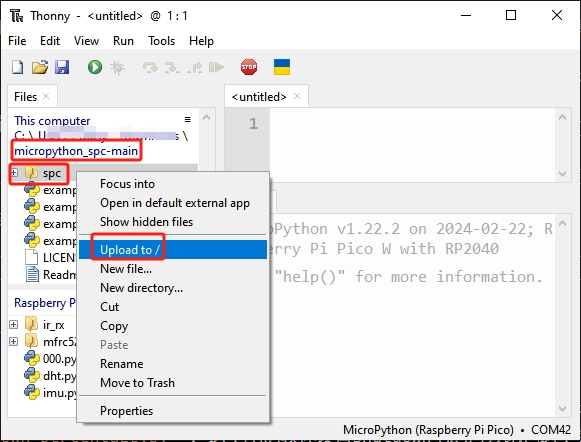 Thonny - <untitled> @ 1 : 1
File Edit View Run Tools Help
STOP
Files
This computer
C: \ U \
micropython_spc-main
spc
examp
examp
examp
examp
LICEN
Readm
Raspberry Pi
ir_rx
mfrc52
000.py
dht.py
imu.py
Focus into
Open in default external app
Show hidden files
Upload to /
New file...
New directory...
Cut
Copy
Paste
Rename
Move to Trash
Properties
<untitled>
1
oPython v1.22.2 on 2024-02-22; R
berry Pi Pico W with RP2040
"help()" for more information.
MicroPython (Raspberry Pi Pico) • COM42